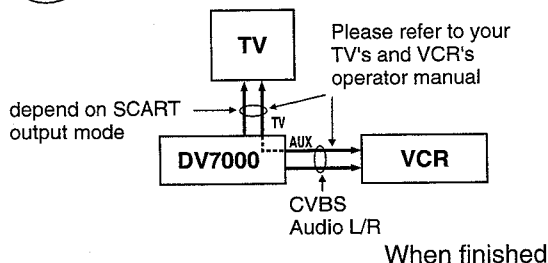 TV
Please refer to your
TV's and VCR's
operator manual
depend on SCART
output mode
TV
AUX
DV7000
VCR
CVBS
Audio L/R
When finished